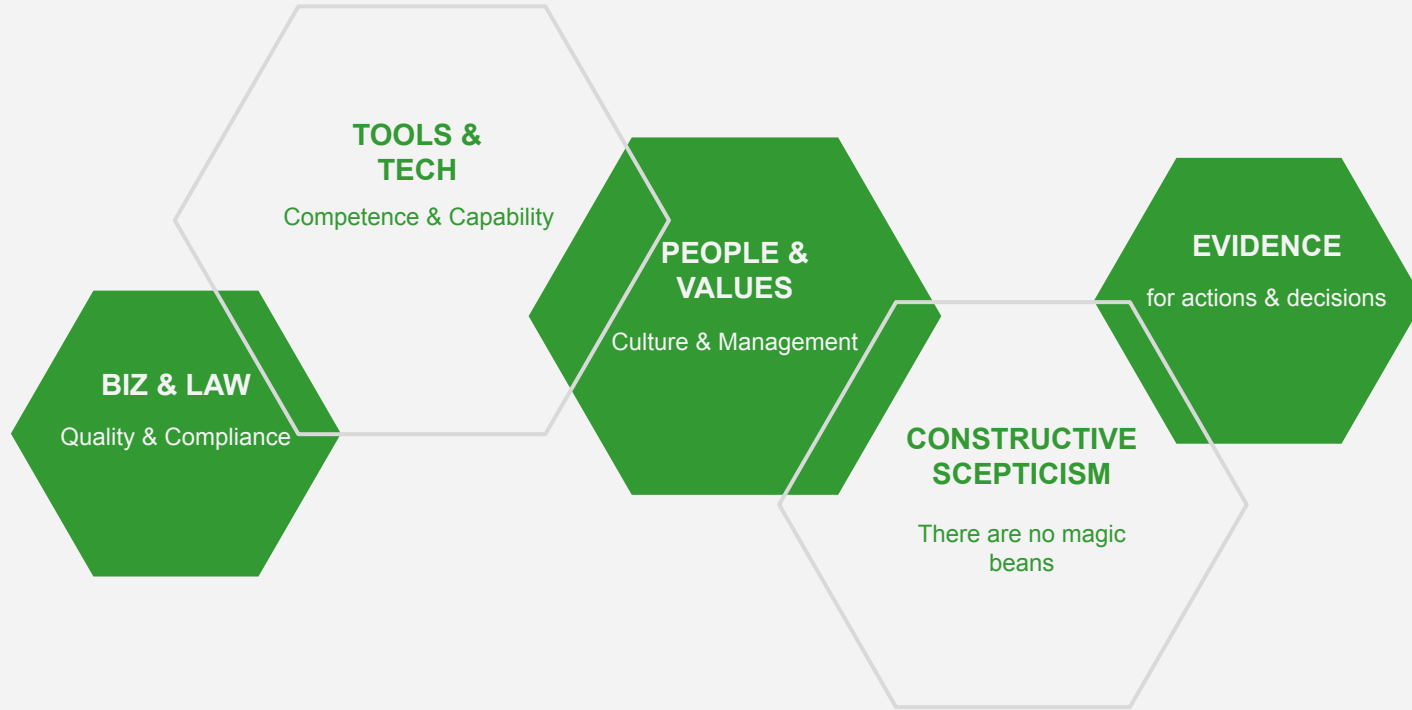 BIZ & LAW
Quality & Compliance
TOOLS &
TECH
Competence & Capability
PEOPLE &
VALUES
Culture & Management
CONSTRUCTIVE
SCEPTICISM
There are no magic
beans
EVIDENCE
for actions & decisions